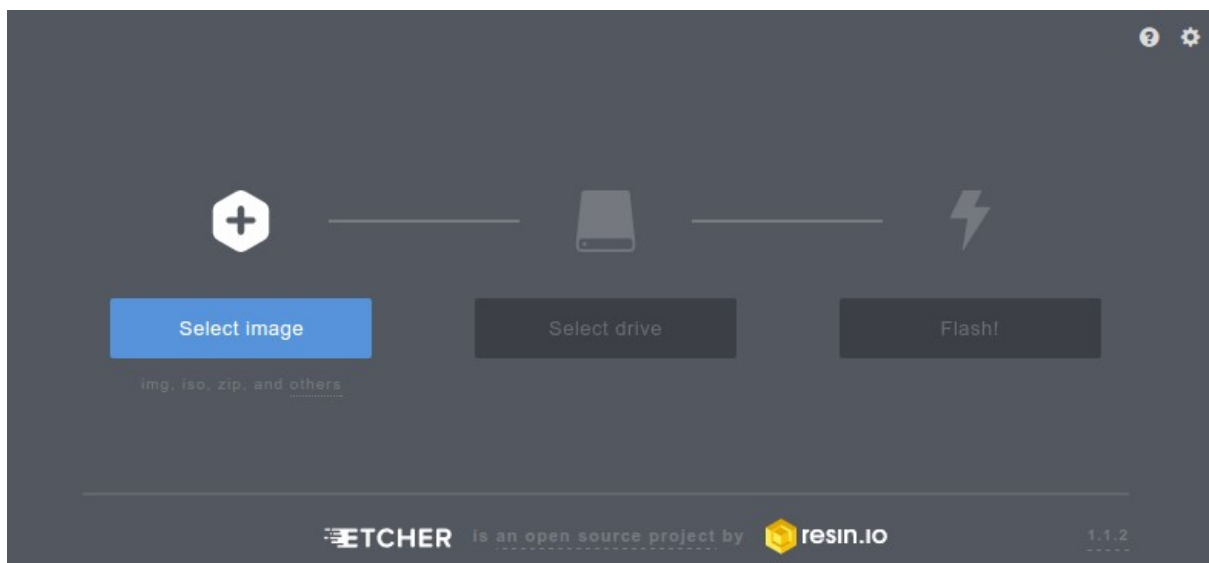 Select image
Select drive
Flash!
img, iso, zip, and others
ETCHER is an open source project by resin.io
1.1.2